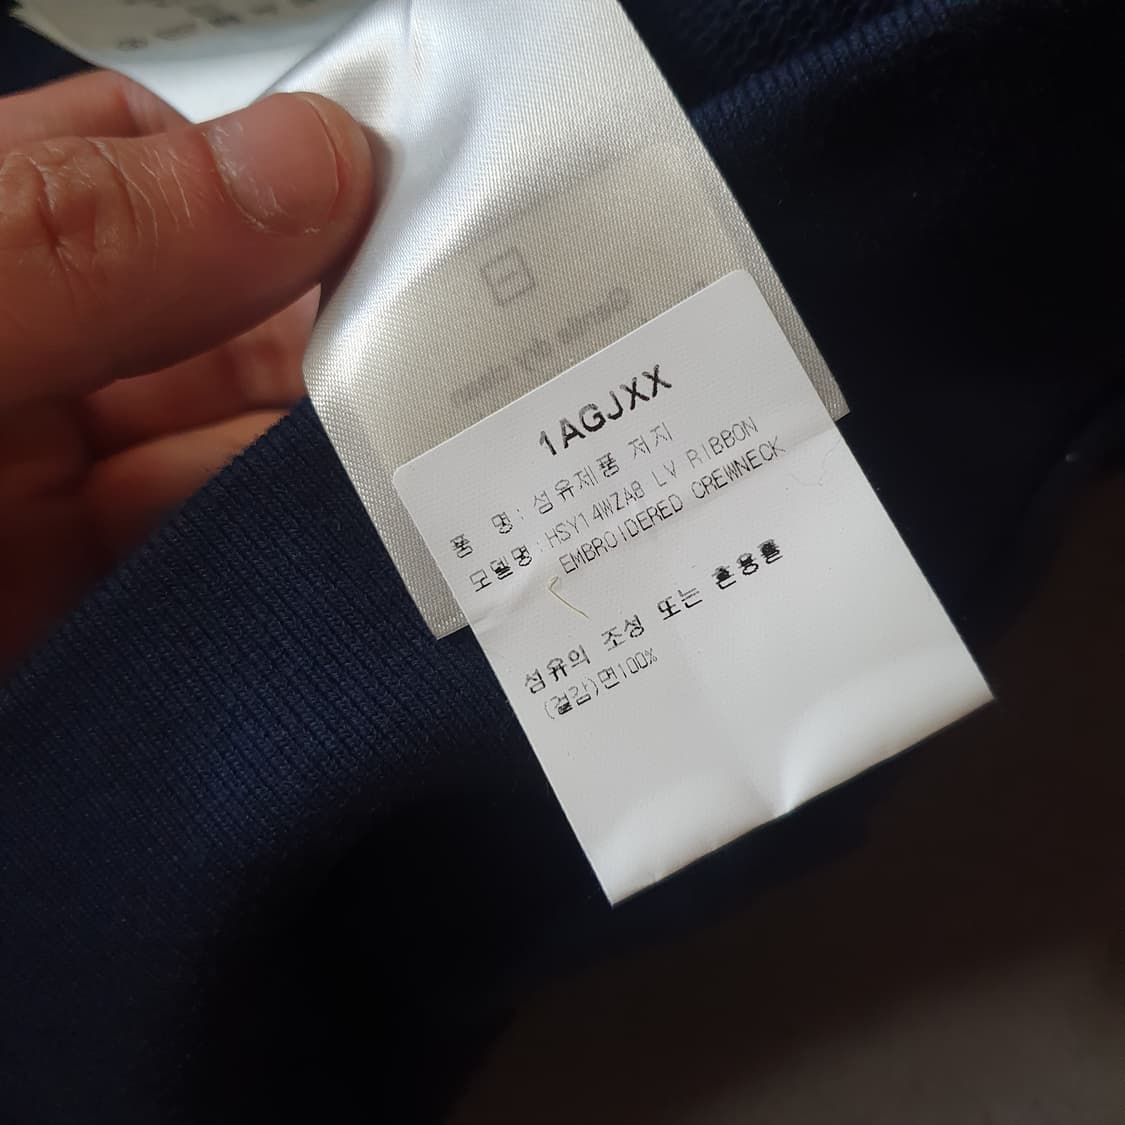 1AGJXX
품 명: 섬유제품 저지
모델명: HSY14WZA8 LV RIBBON
EMBROIDERED CREWNECK
섬유의 조성 또는 혼용률
(겉감)면100%